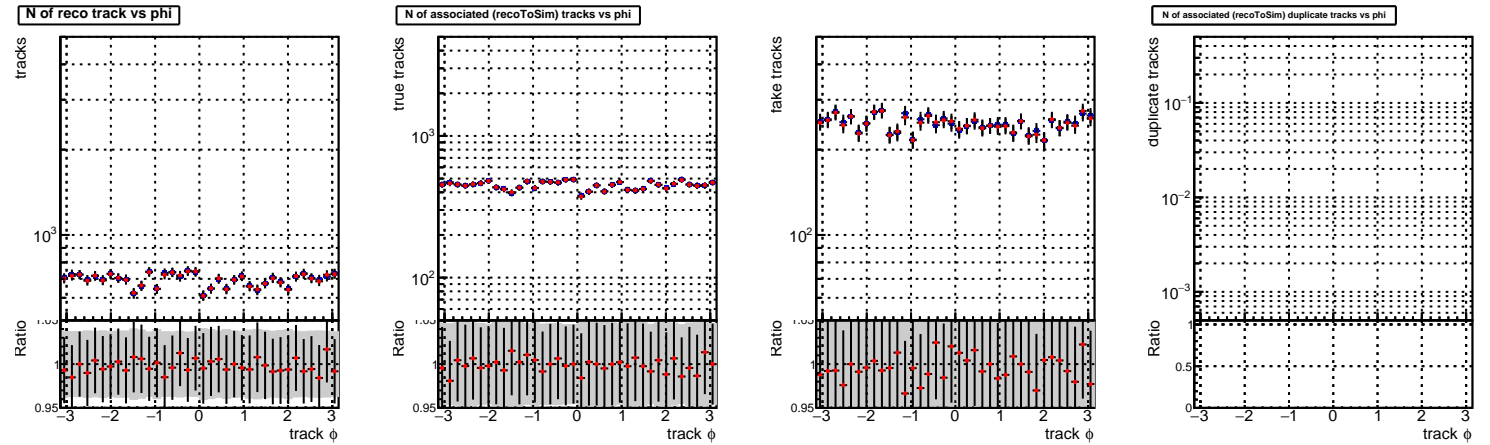 N of reco track vs phi
tracks
10³
Ratio
1
0.95
−3 −2 −1 0 1 2 3
track ϕ
N of associated (recoToSim) tracks vs phi
true tracks
10³
10²
Ratio
1
0.95
−3 −2 −1 0 1 2 3
track ϕ
fake tracks
10²
Ratio
1
0.95
−3 −2 −1 0 1 2 3
track ϕ
N of associated (recoToSim) duplicate tracks vs phi
duplicate tracks
10⁻¹
10⁻²
10⁻³
Ratio
1
0.5
0
−3 −2 −1 0 1 2 3
track ϕ